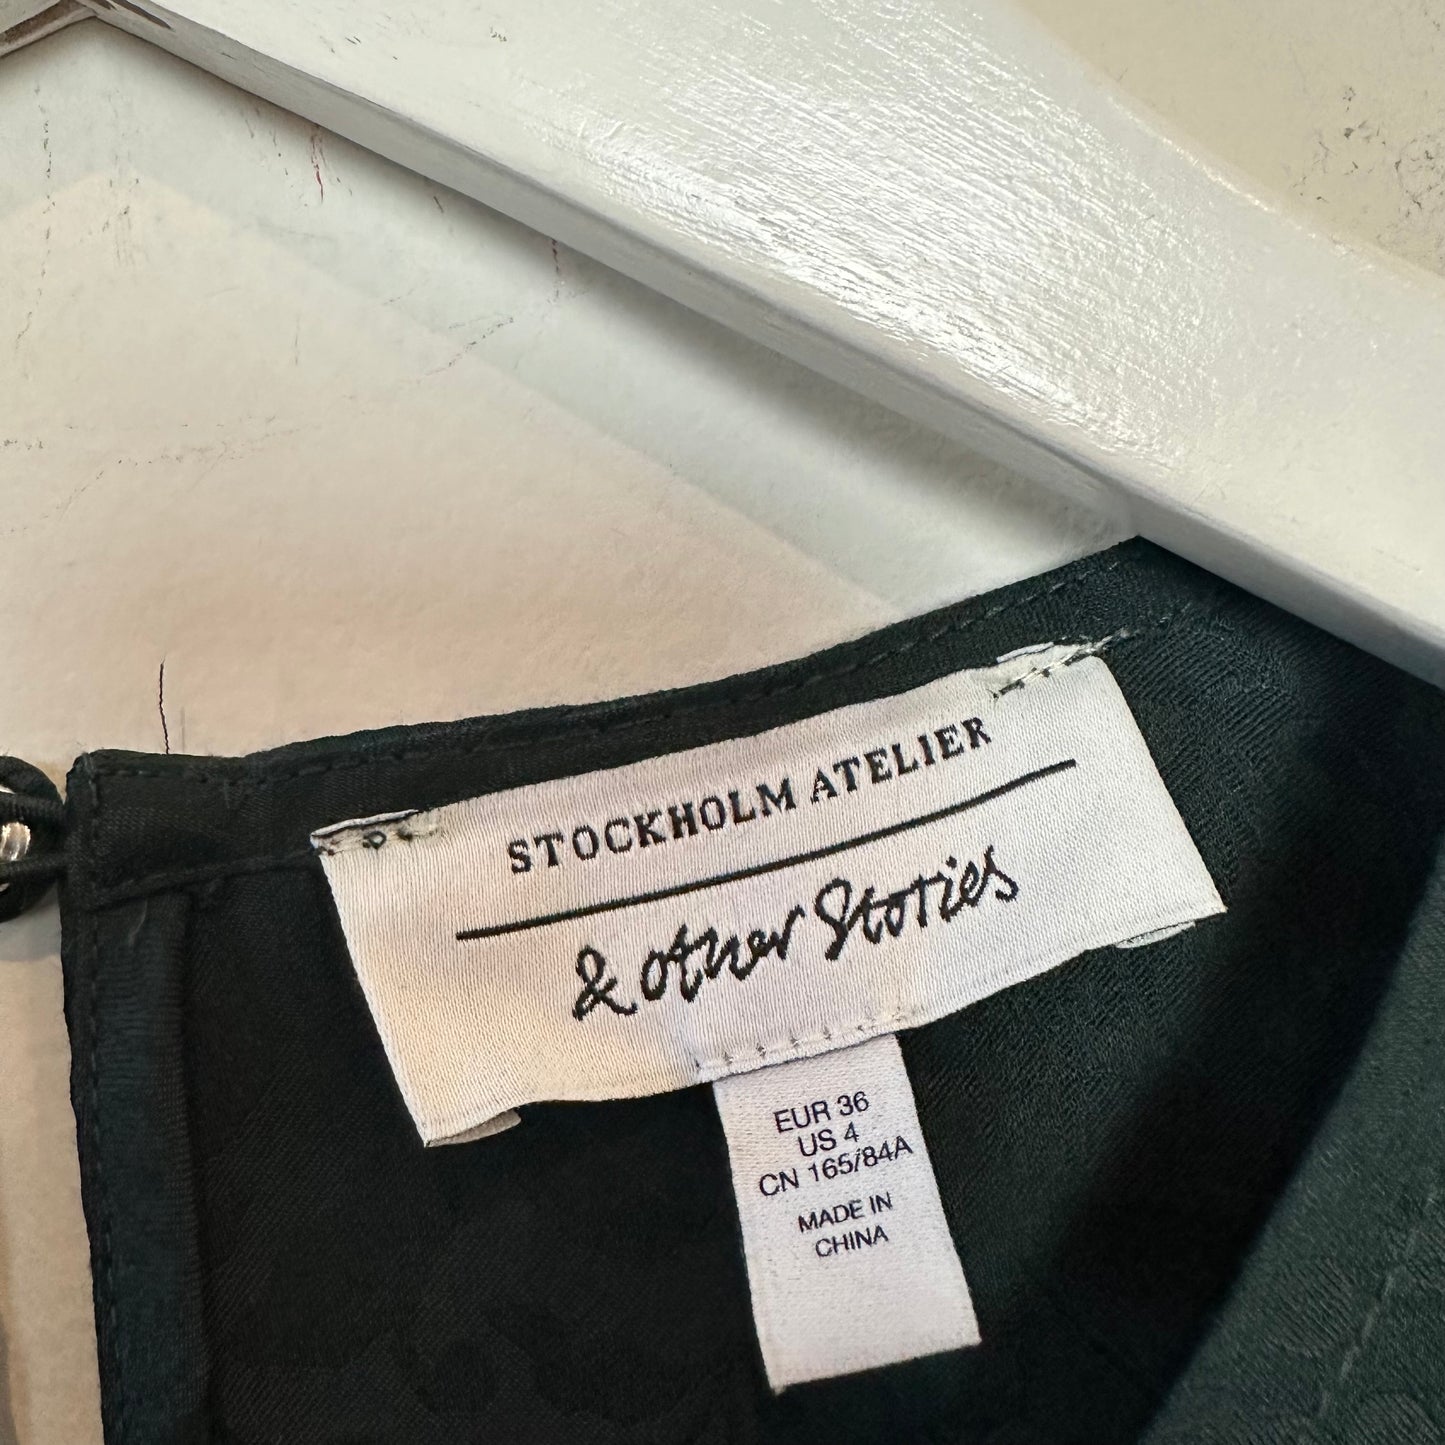 STOCKHOLM ATELIER
& other Stories
EUR 36
US 4
CN 165/84A
MADE IN
CHINA